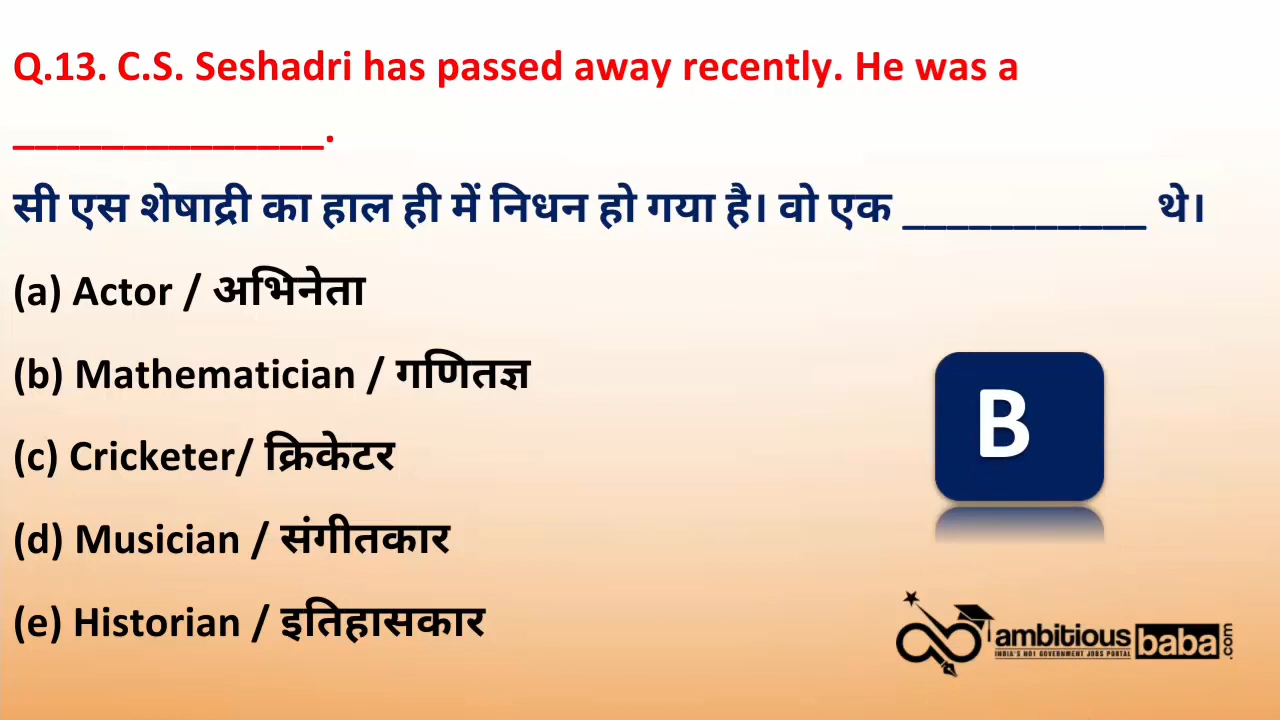 Q.13. C.S. Seshadri has passed away recently. He was a
______________.
सी एस शेषाद्री का हाल ही में निधन हो गया है। वो एक ___________ थे।
(a) Actor / अभिनेता
(b) Mathematician / गणितज्ञ
(c) Cricketer/ क्रिकेटर
(d) Musician / संगीतकार
(e) Historian / इतिहासकार
B
ambitiousbaba.com
INDIA'S NO1 GOVERNMENT JOBS PORTAL